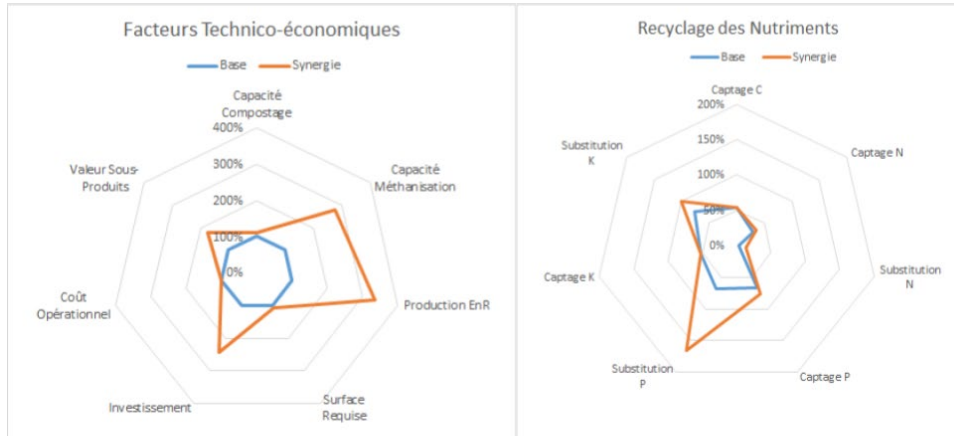 Facteurs Technico-économiques
Base
Synergie
Capacité
Compostage
400%
300%
200%
100%
0%
Capacité
Méthanisation
Production EnR
Surface
Requise
Investissement
Coût
Opérationnel
Valeur Sous-
Produits
Recyclage des Nutriments
Base
Synergie
Captage C
200%
150%
100%
50%
0%
Captage N
Substitution
N
Captage P
Substitution
P
Captage K
Substitution
K